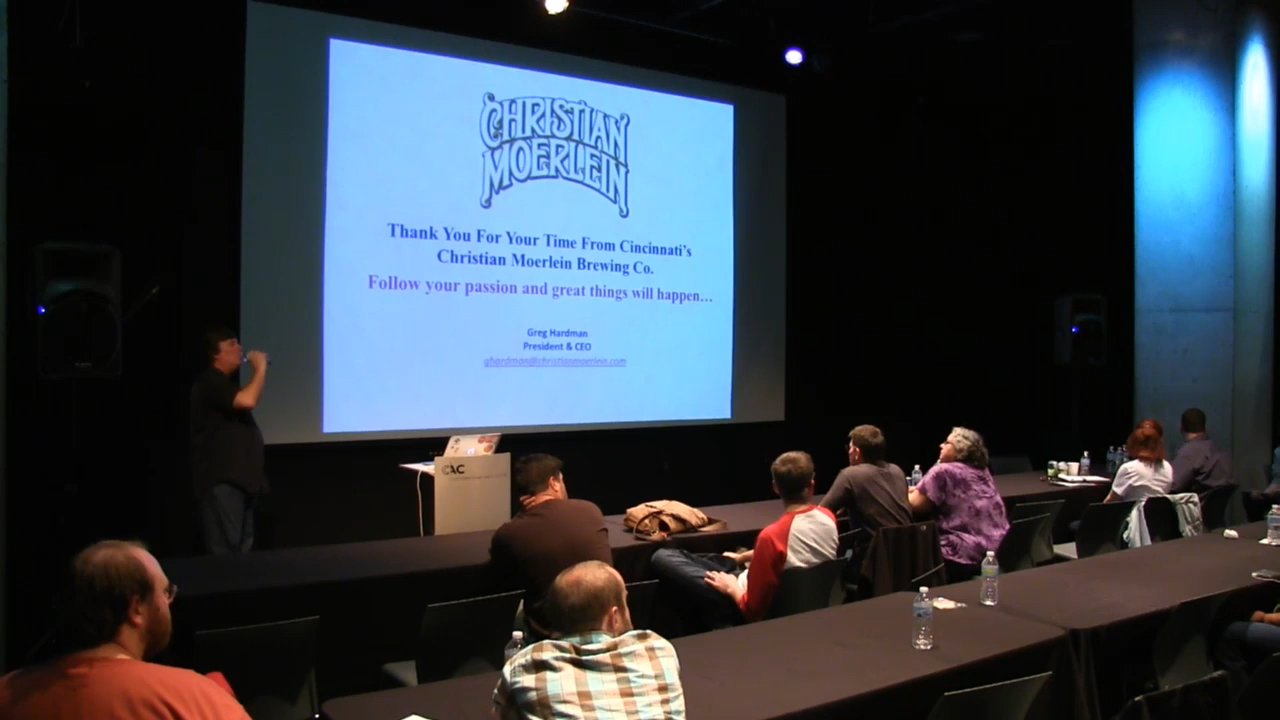 CHRISTIAN
MOERLEIN
Thank You For Your Time From Cincinnati's
Christian Moerlein Brewing Co.
Follow your passion and great things will happen…
Greg Hardman
President & CEO
ghardman@christianmoerlein.com
CAC